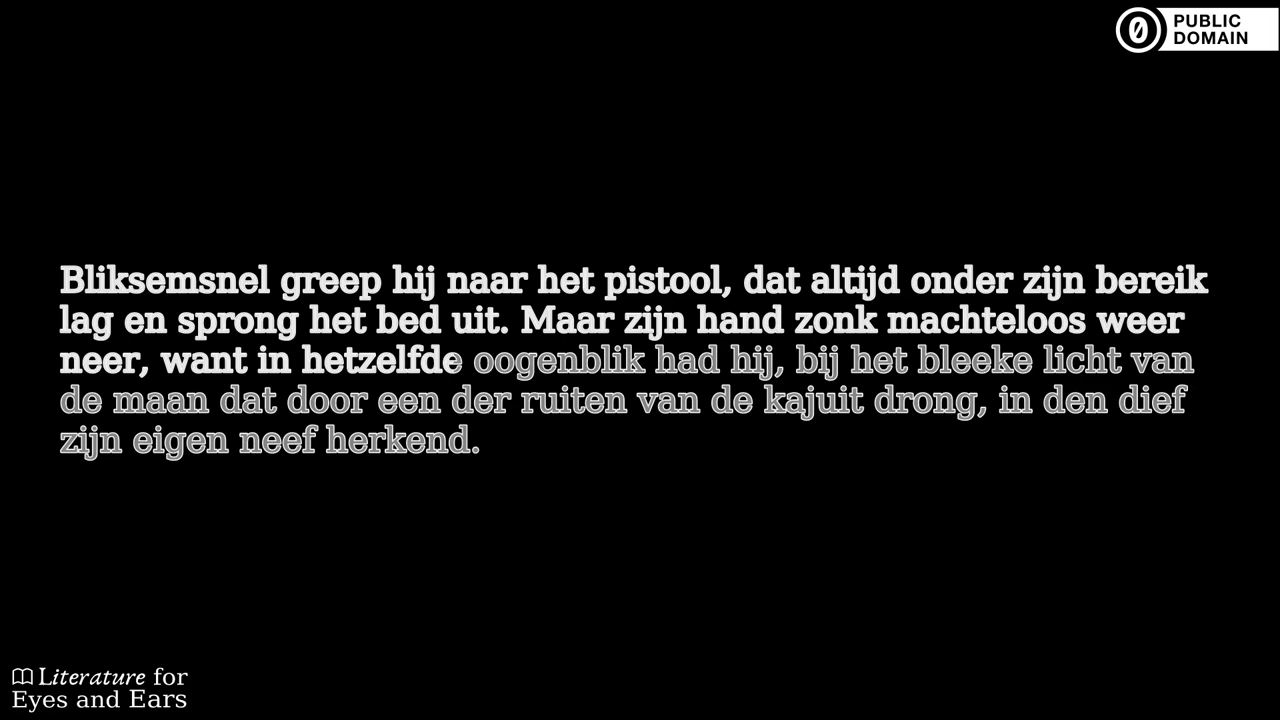 PUBLIC
DOMAIN
Bliksemsnel greep hij naar het pistool, dat altijd onder zijn bereik
lag en sprong het bed uit. Maar zijn hand zonk machteloos weer
neer, want in hetzelfde oogenblik had hij, bij het bleeke licht van
de maan dat door een der ruiten van de kajuit drong, in den dief
zijn eigen neef herkend.
Literature for
Eyes and Ears